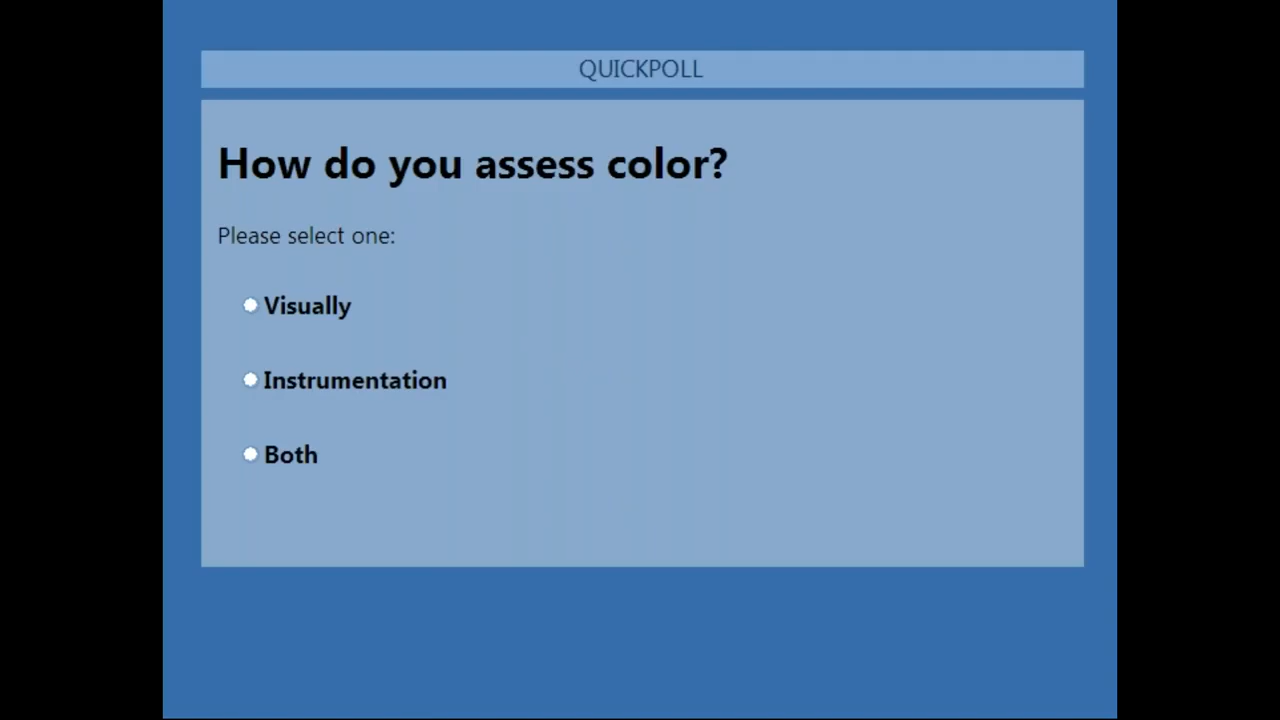 QUICKPOLL
How do you assess color?
Please select one:
Visually
Instrumentation
Both